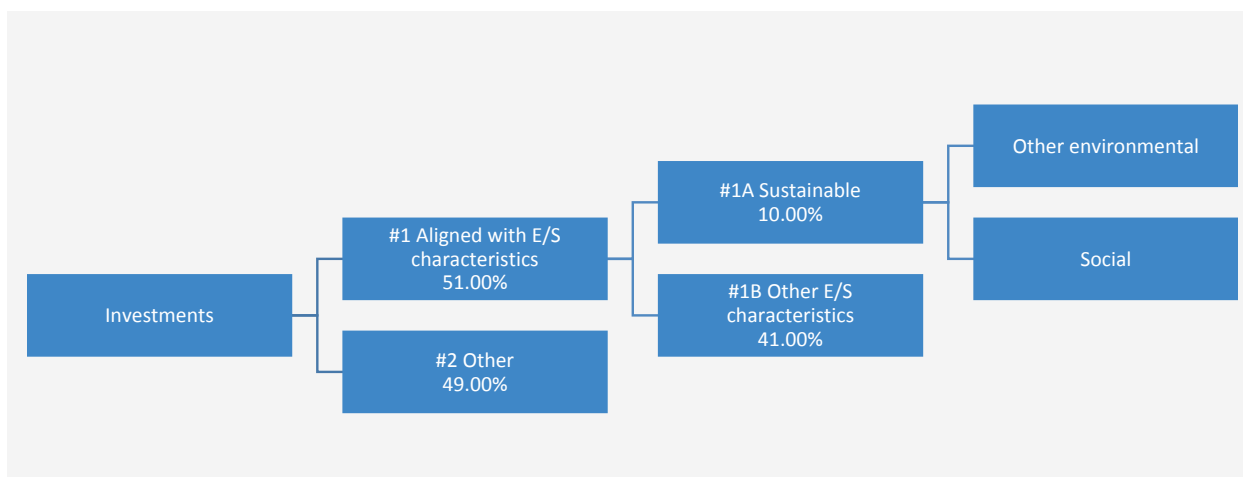 Investments
#1 Aligned with E/S
characteristics
51.00%
#2 Other
49.00%
#1A Sustainable
10.00%
#1B Other E/S
characteristics
41.00%
Other environmental
Social